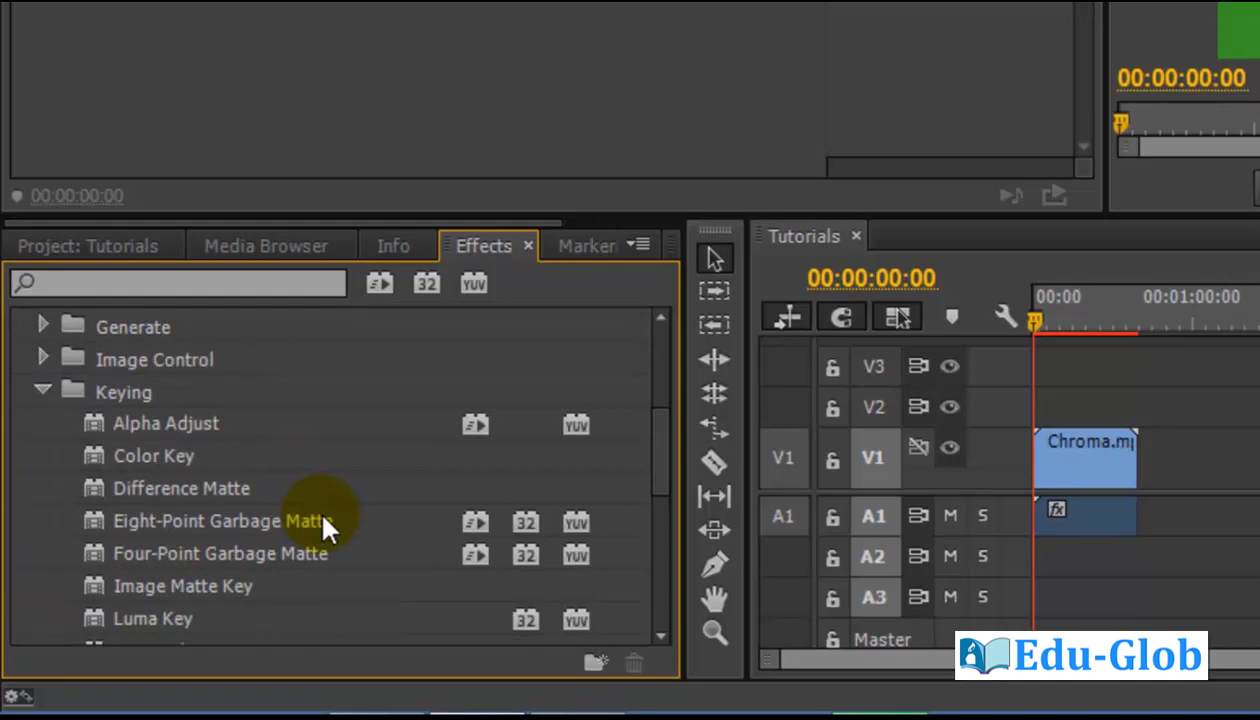 00:00:00:00
00:00:00:00
Project: Tutorials
Media Browser
Info
Effects ×
Marker
Tutorials ×
32
YUV
00:00:00:00
00:00
00:01:00:00
Generate
Image Control
Keying
Alpha Adjust YUV
Color Key
Difference Matte
Eight-Point Garbage Matte 32 YUV
Four-Point Garbage Matte 32 YUV
Image Matte Key
Luma Key 32 YUV
V3
V2
V1 V1
Chroma.mp
A1 A1 M S
fx
A2 M S
A3 M S
Master
Edu-Glob